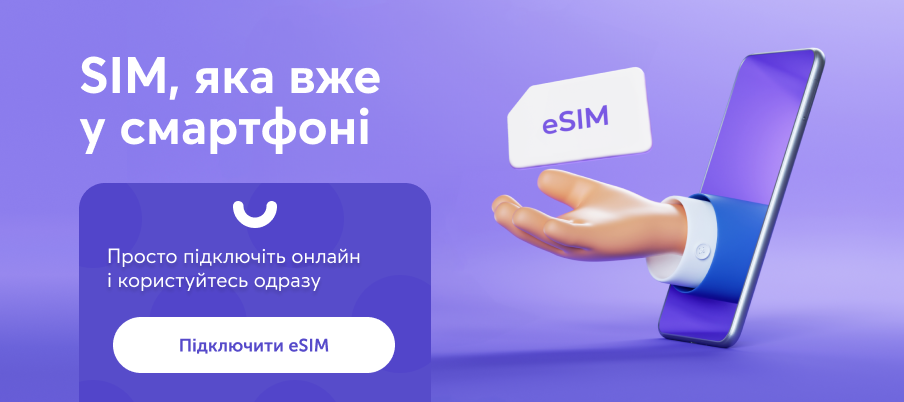 SIM, яка вже
у смартфоні
eSIM
Просто підключіть онлайн
і користуйтесь одразу
Підключити eSIM